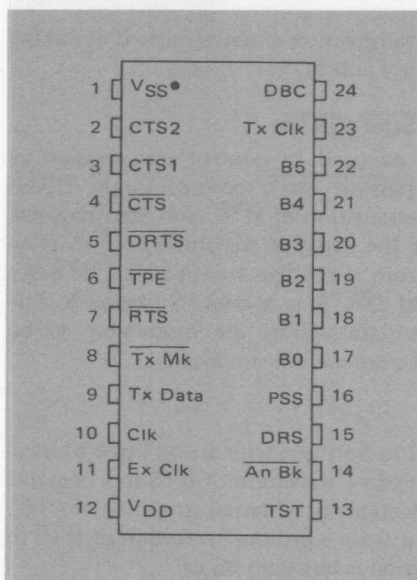 1 VSS• DBC 24
2 CTS2 Tx Clk 23
3 CTS1 B5 22
4 CTS B4 21
5 DRTS B3 20
6 TPE B2 19
7 RTS B1 18
8 Tx Mk B0 17
9 Tx Data PSS 16
10 Clk DRS 15
11 Ex Clk An Bk 14
12 VDD TST 13